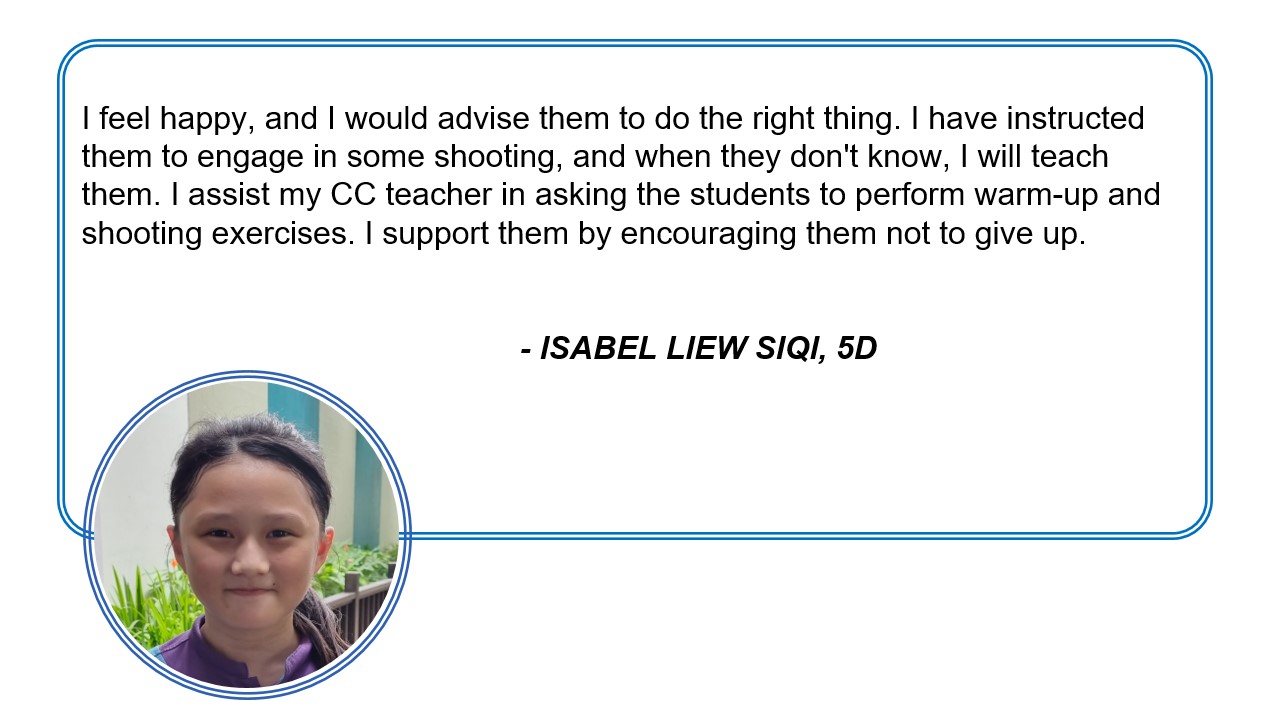 I feel happy, and I would advise them to do the right thing. I have instructed
them to engage in some shooting, and when they don't know, I will teach
them. I assist my CC teacher in asking the students to perform warm-up and
shooting exercises. I support them by encouraging them not to give up.
- ISABEL LIEW SIQI, 5D